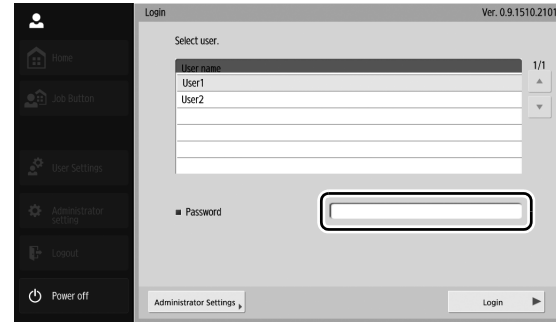 Login
Ver. 0.9.1510.2101
Home
Job Button
User Settings
Administrator
setting
Logout
Power off
Select user.
User name
1/1
User1
User2
Password
Administrator Settings
Login